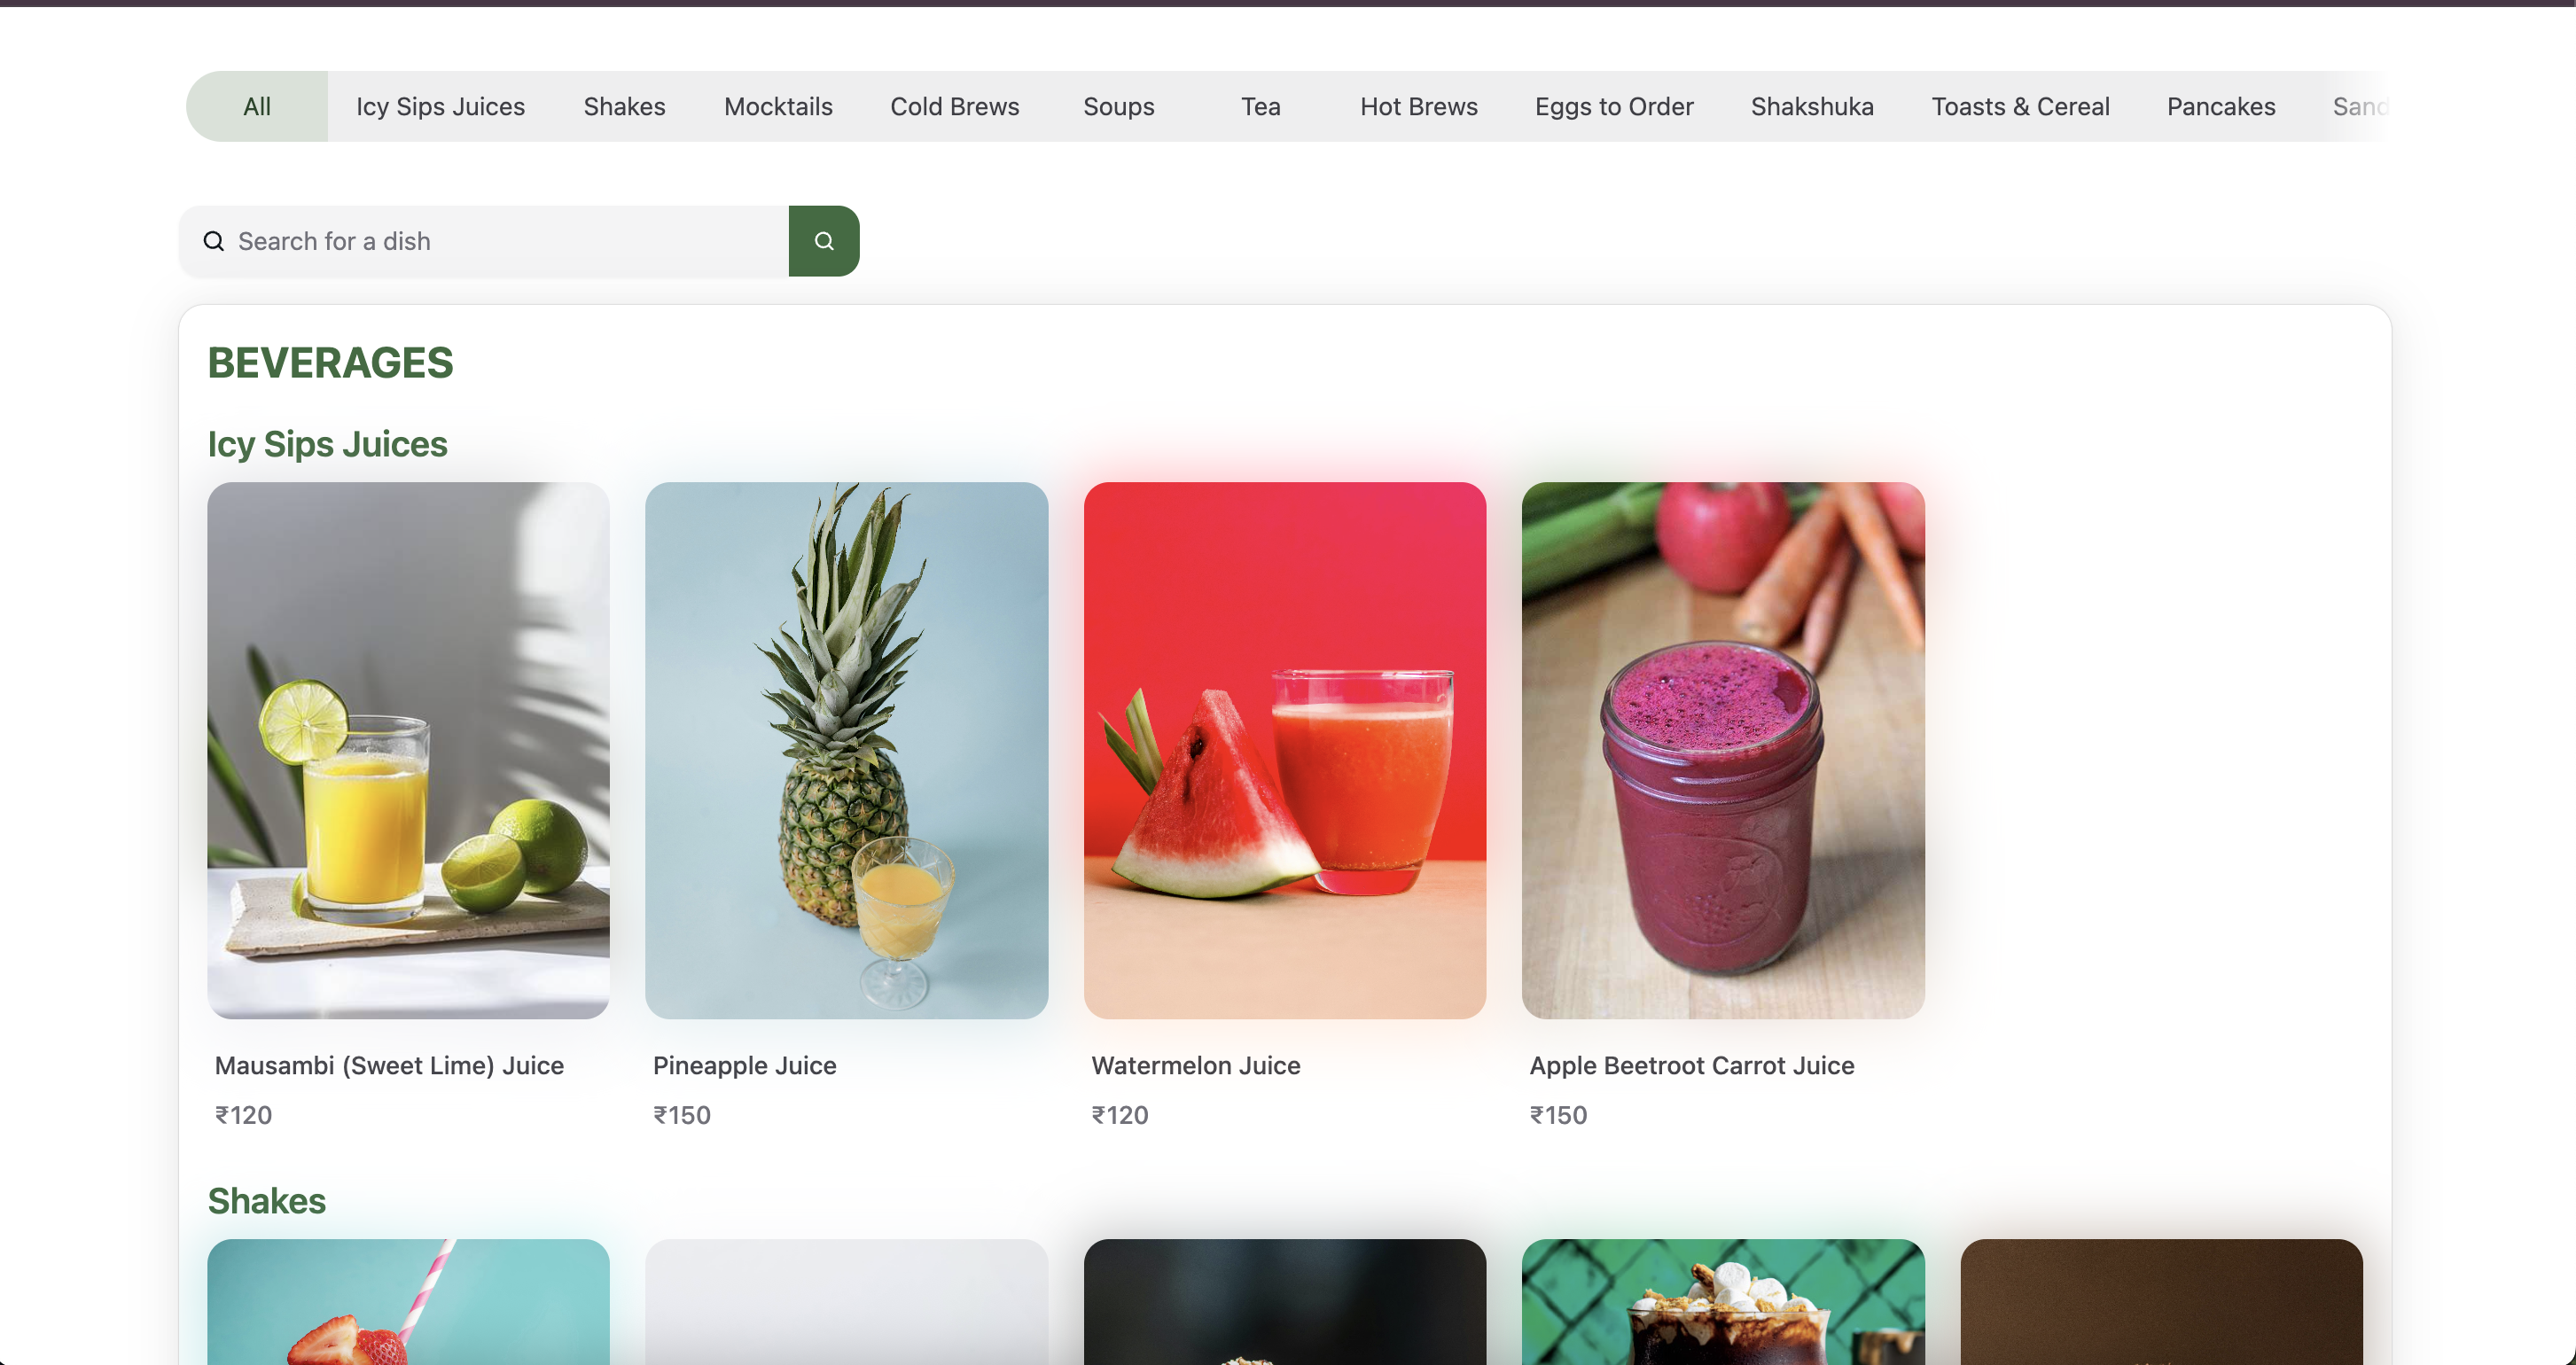 All Icy Sips Juices Shakes Mocktails Cold Brews Soups Tea Hot Brews Eggs to Order Shakshuka Toasts & Cereal Pancakes Sand
Search for a dish
BEVERAGES
Icy Sips Juices
Mausambi (Sweet Lime) Juice Pineapple Juice Watermelon Juice Apple Beetroot Carrot Juice
₹120 ₹150 ₹120 ₹150
Shakes